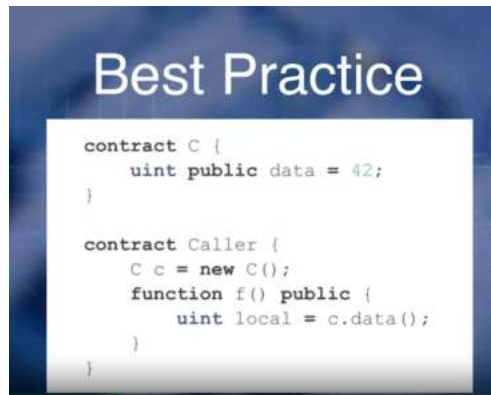 Best Practice
contract C {
    uint public data = 42;
}
contract Caller {
    C c = new C();
    function f() public {
        uint local = c.data();
    }
}